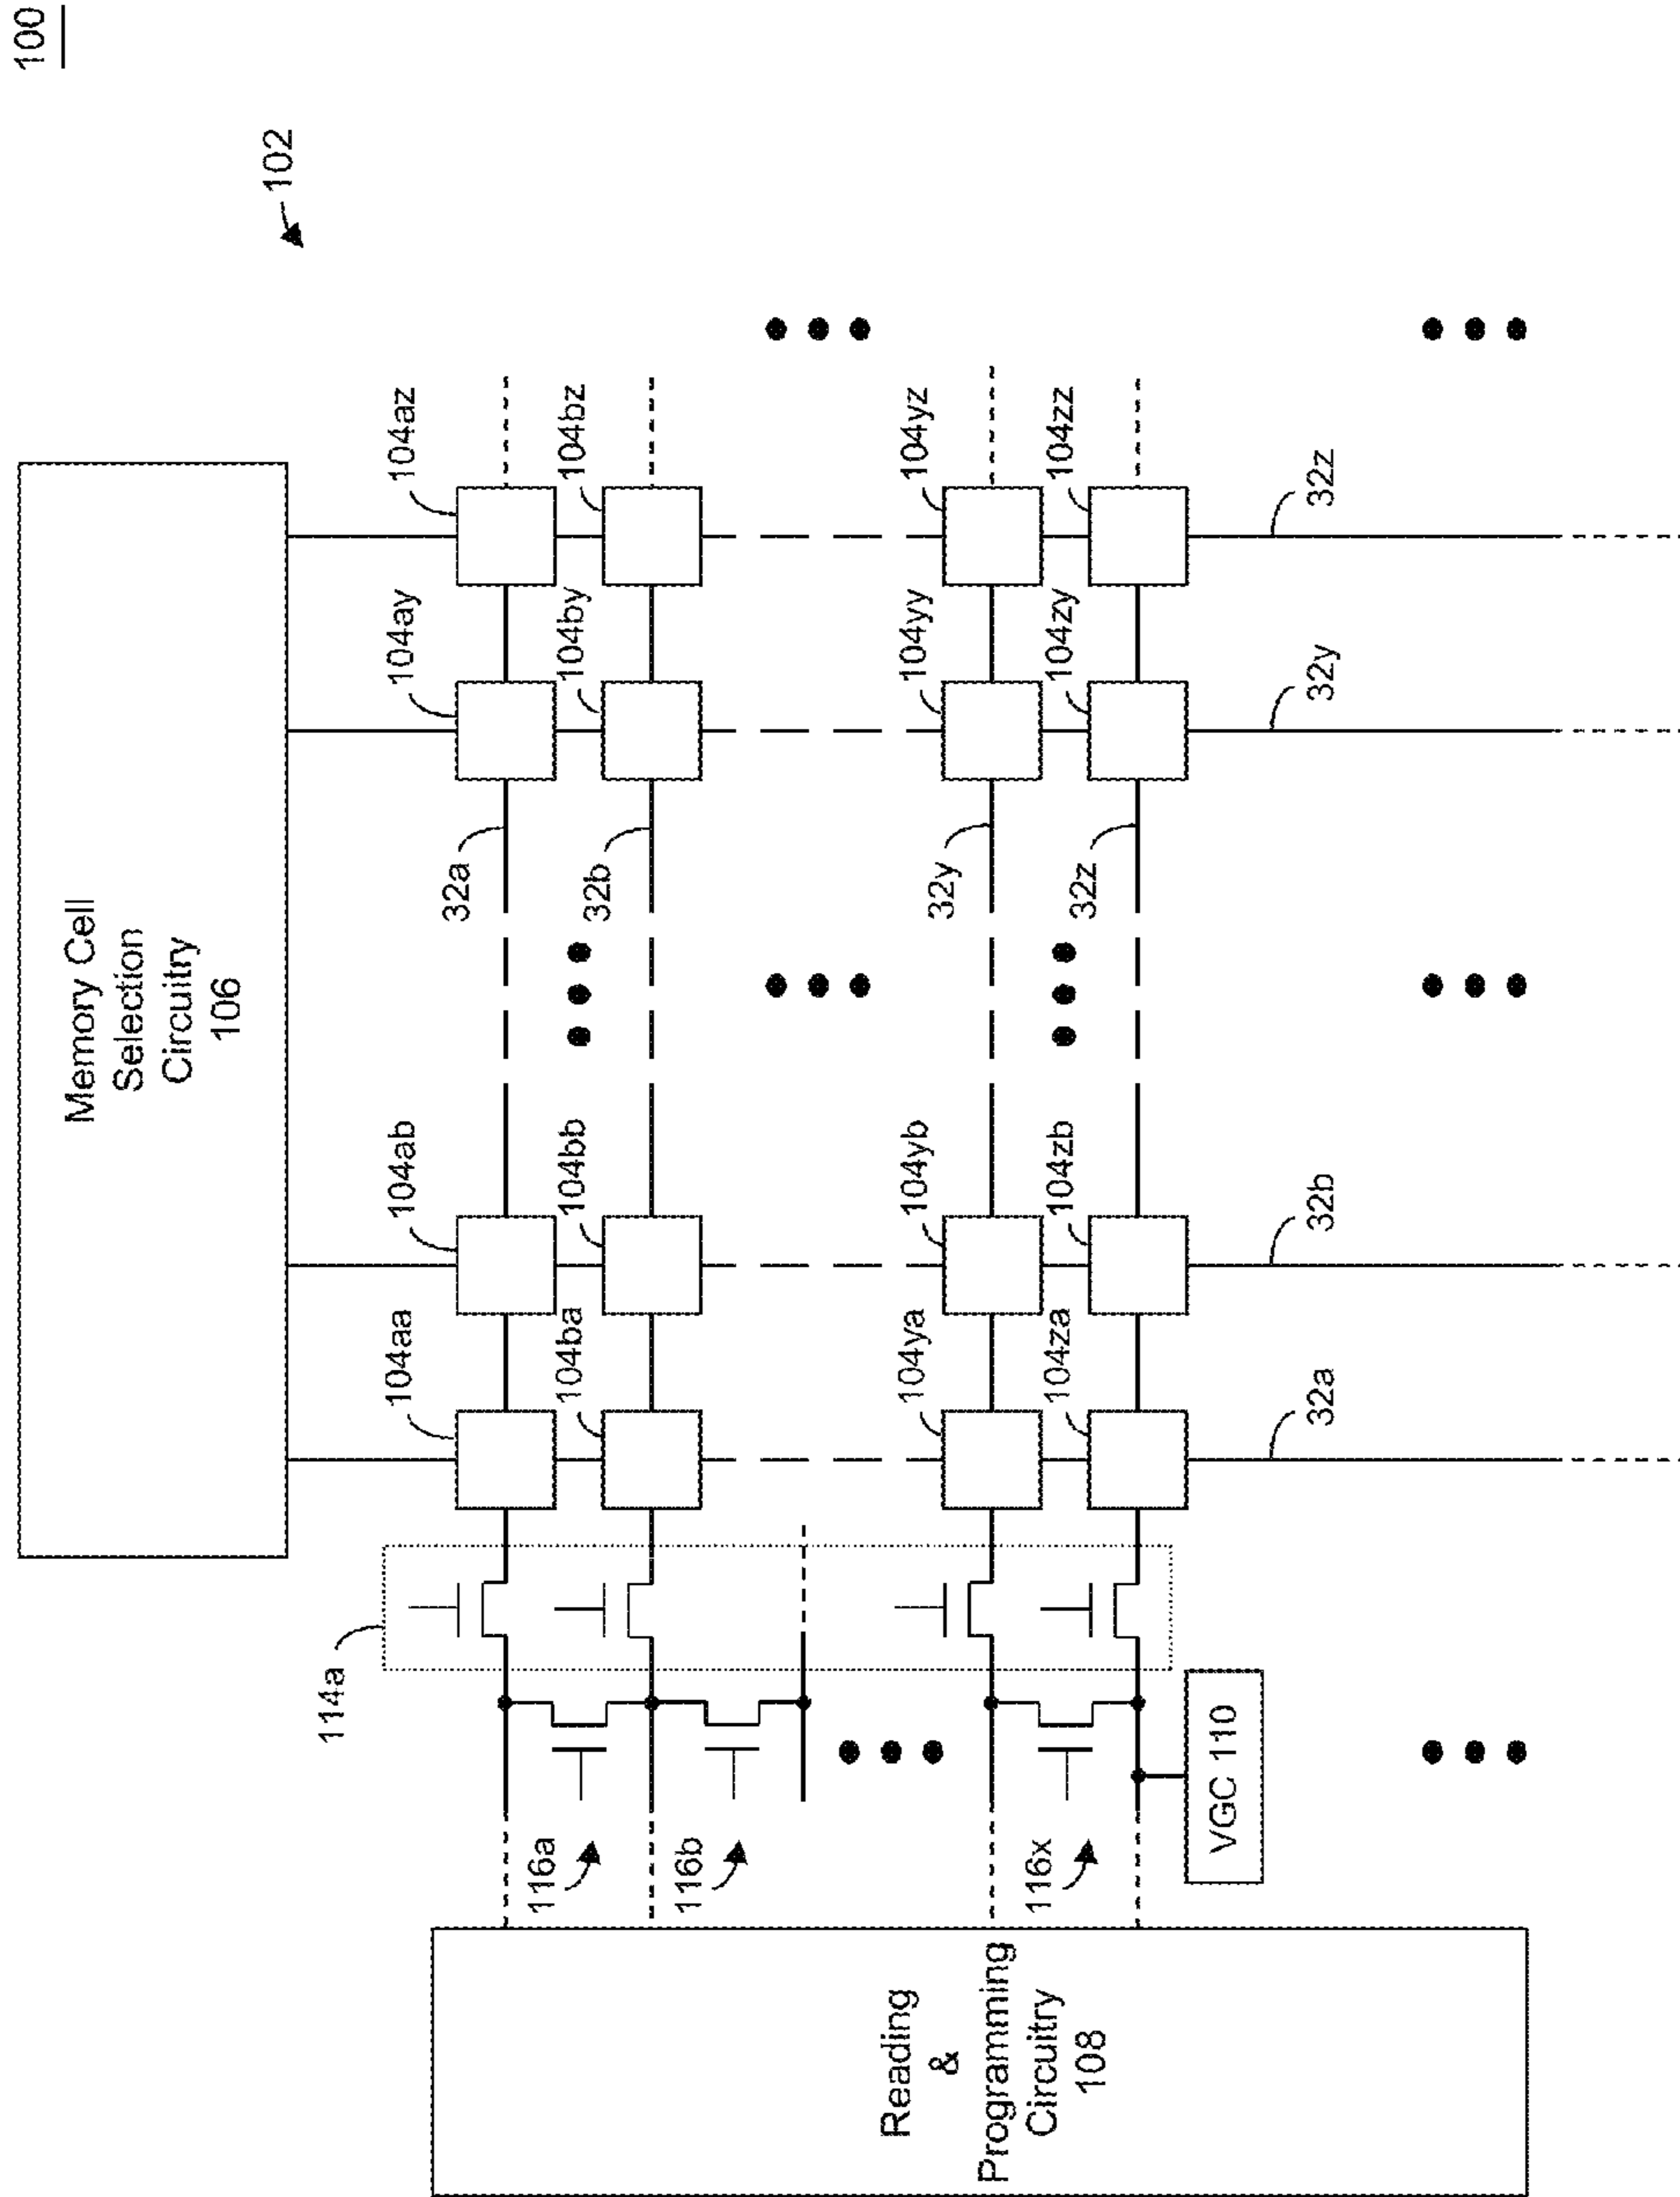 100
Memory Cell
Selection
Circuitry
106
102
114a
104aa
104ab
104ay
104az
32a
116a
104ba
104bb
104by
104bz
32b
116b
Reading
&
Programming
Circuitry
108
104ya
104yb
104yy
104yz
32y
116x
104za
104zb
104zy
104zz
32z
VGC 110
32a
32b
32y
32z